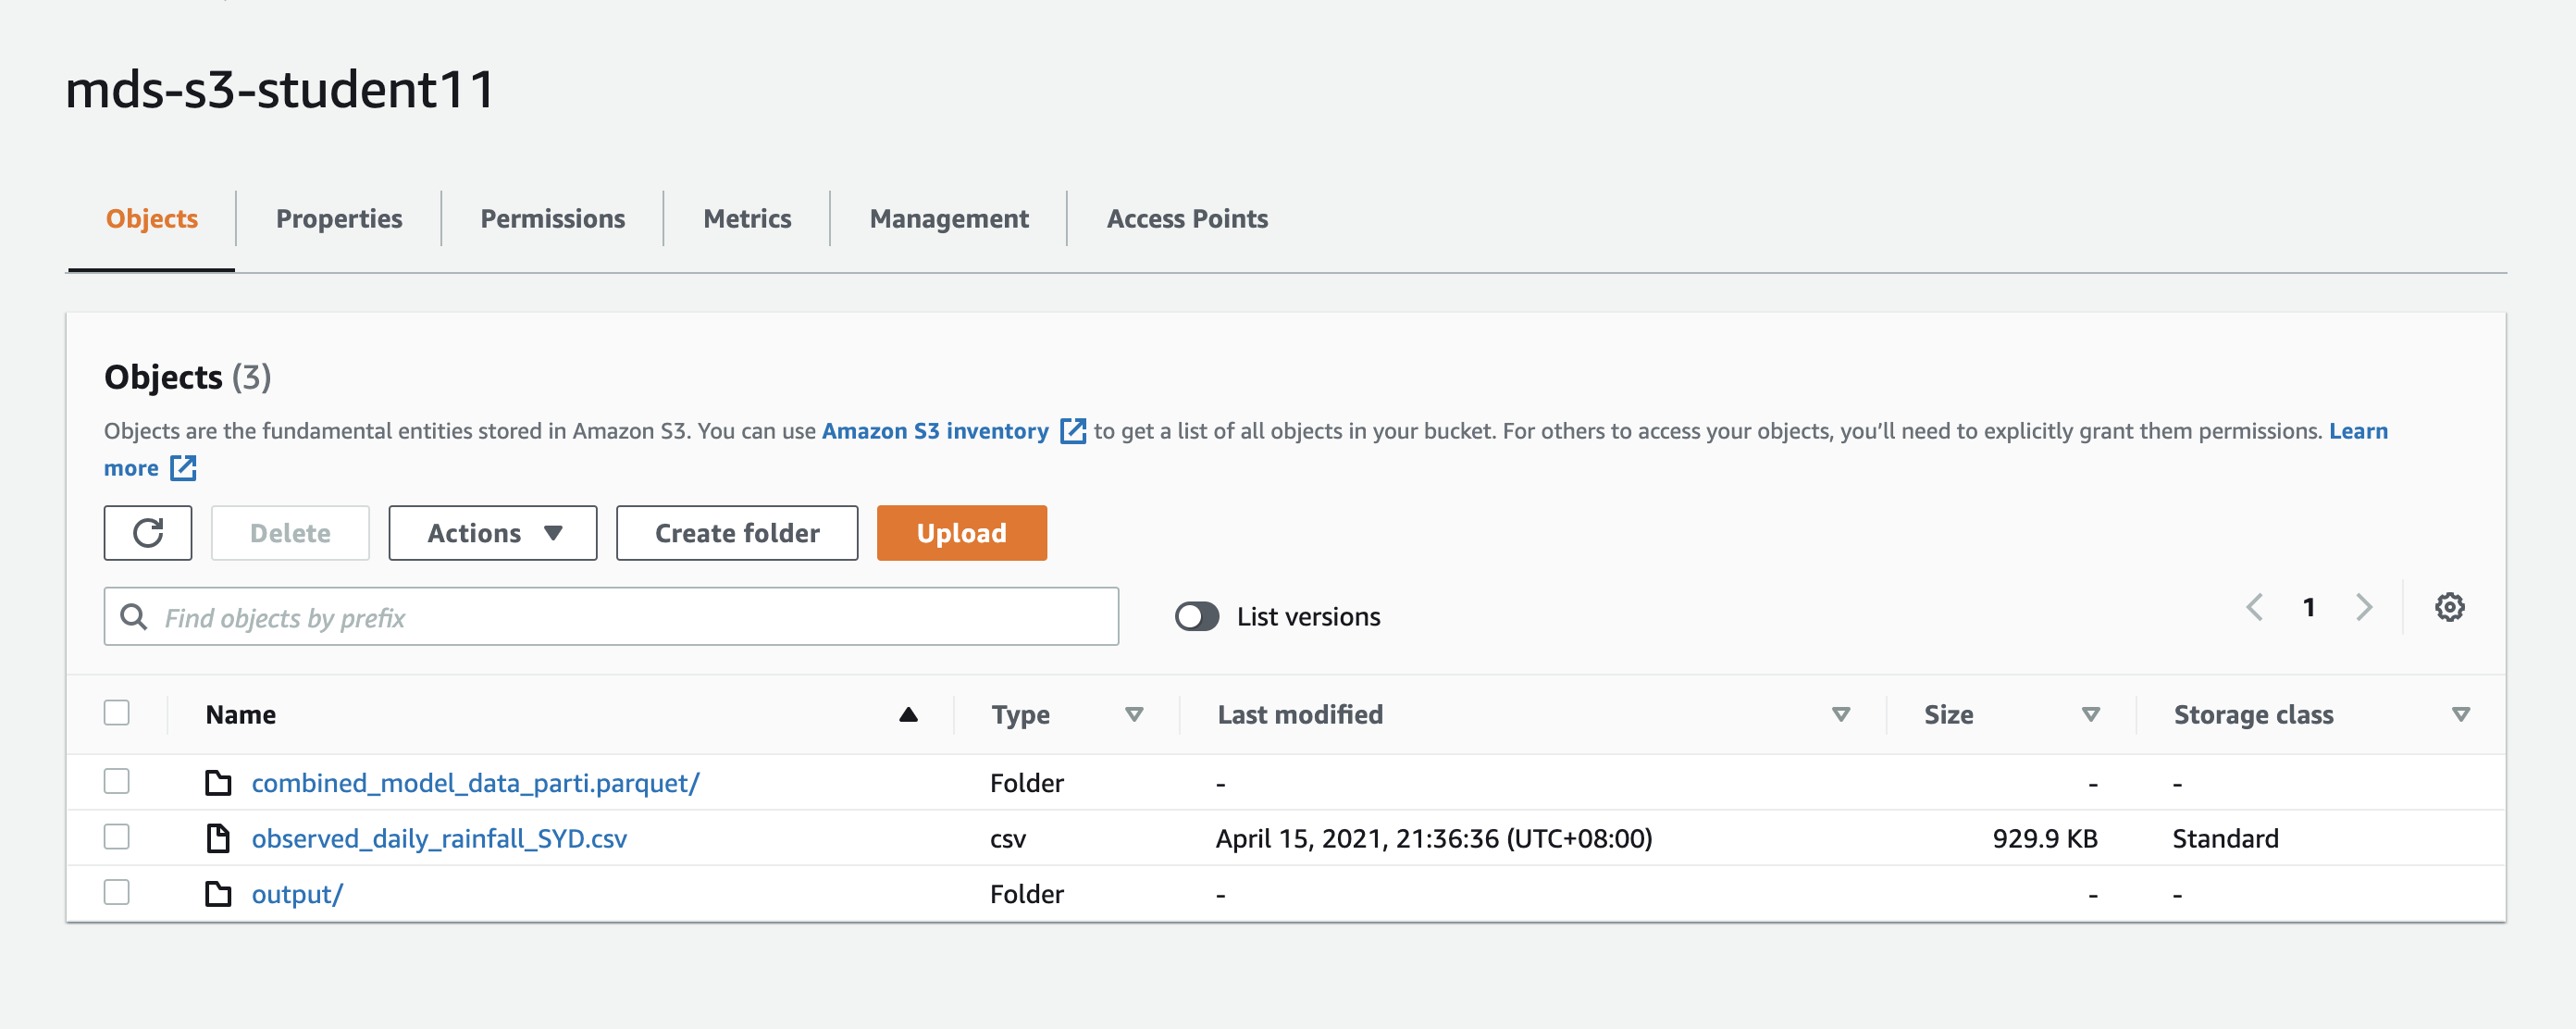 mds-s3-student11
Objects Properties Permissions Metrics Management Access Points
Objects (3)
Objects are the fundamental entities stored in Amazon S3. You can use Amazon S3 inventory to get a list of all objects in your bucket. For others to access your objects, you’ll need to explicitly grant them permissions. Learn
more
Delete Actions Create folder Upload
Find objects by prefix List versions 1
Name Type Last modified Size Storage class
combined_model_data_parti.parquet/ Folder - - -
observed_daily_rainfall_SYD.csv csv April 15, 2021, 21:36:36 (UTC+08:00) 929.9 KB Standard
output/ Folder - - -